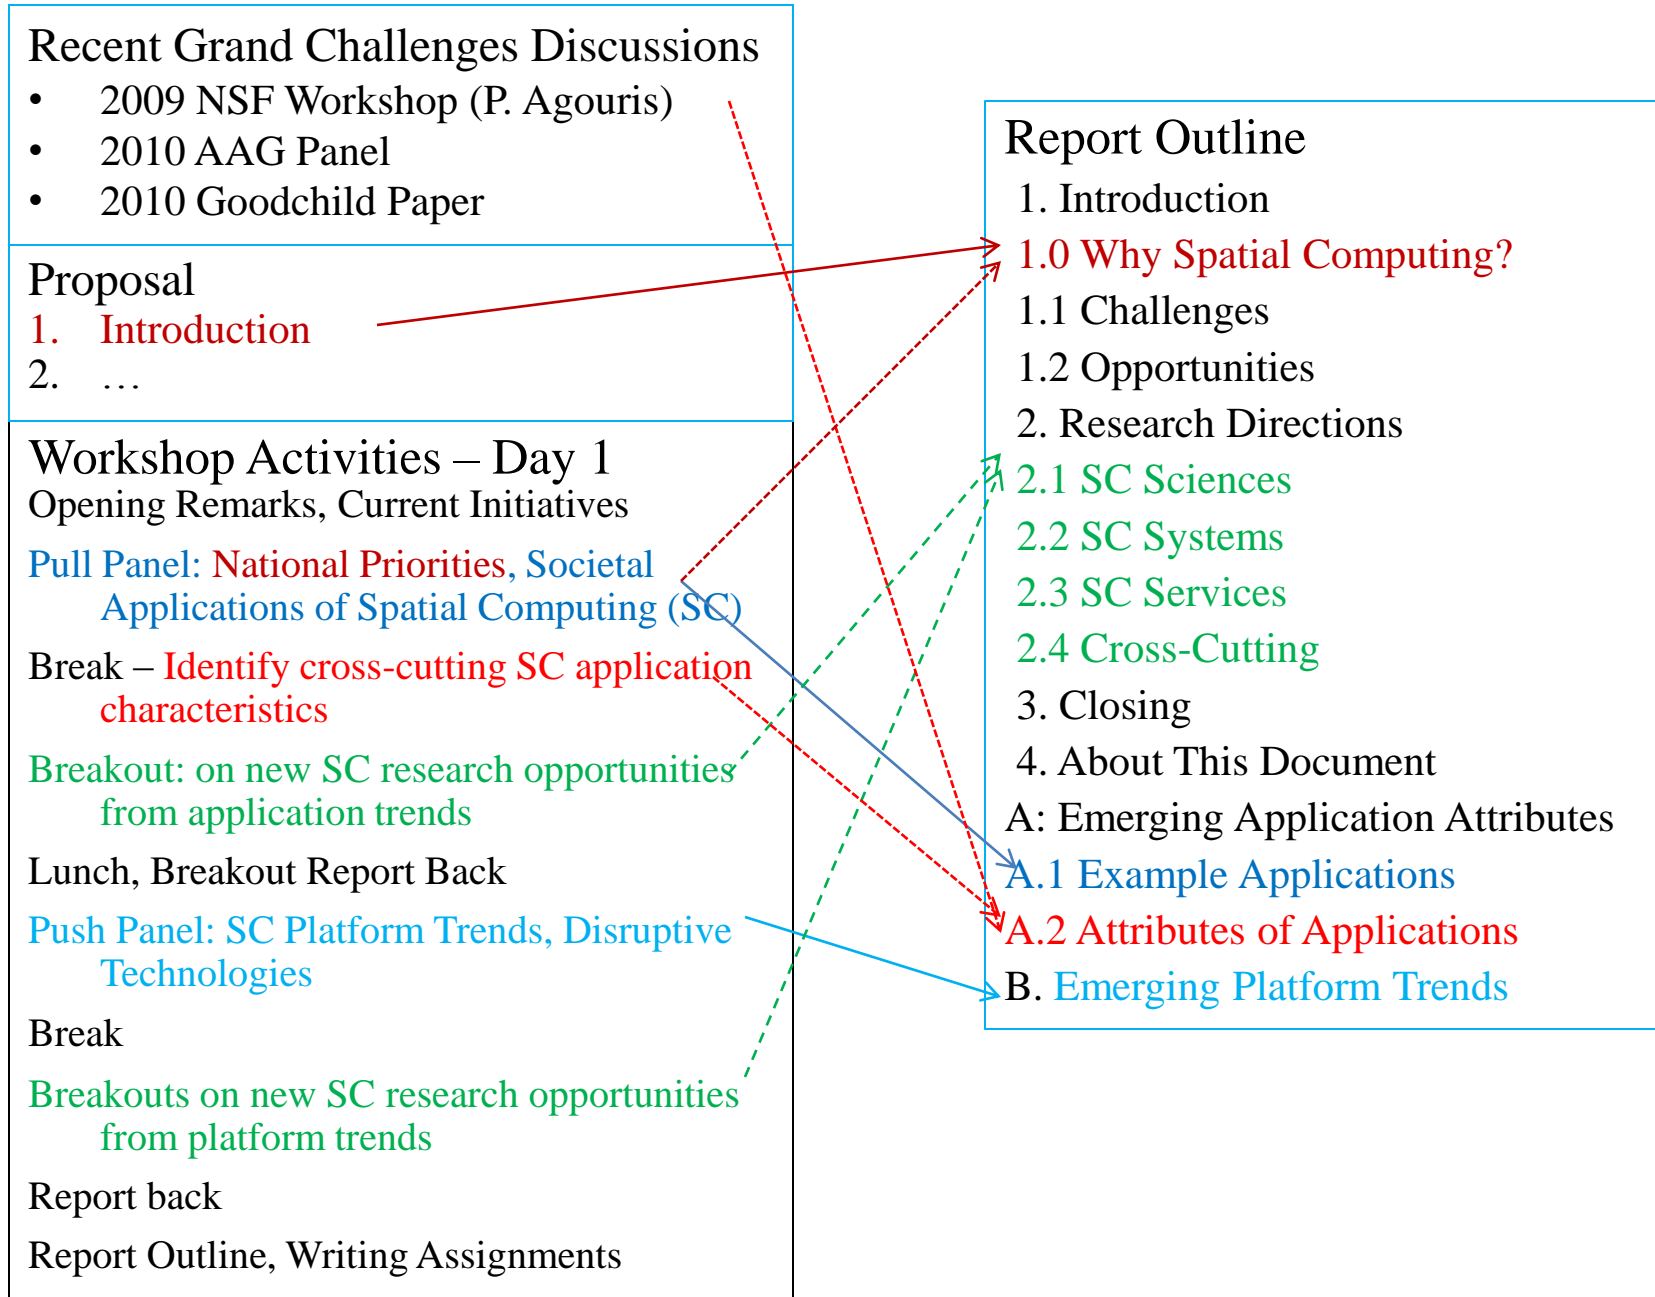 Recent Grand Challenges Discussions
• 2009 NSF Workshop (P. Agouris)
• 2010 AAG Panel
• 2010 Goodchild Paper
Proposal
1. Introduction
2. …
Workshop Activities – Day 1
Opening Remarks, Current Initiatives
Pull Panel: National Priorities, Societal
Applications of Spatial Computing (SC)
Break – Identify cross-cutting SC application
characteristics
Breakout: on new SC research opportunities
from application trends
Lunch, Breakout Report Back
Push Panel: SC Platform Trends, Disruptive
Technologies
Break
Breakouts on new SC research opportunities
from platform trends
Report back
Report Outline, Writing Assignments
Report Outline
1. Introduction
1.0 Why Spatial Computing?
1.1 Challenges
1.2 Opportunities
2. Research Directions
2.1 SC Sciences
2.2 SC Systems
2.3 SC Services
2.4 Cross-Cutting
3. Closing
4. About This Document
A: Emerging Application Attributes
A.1 Example Applications
A.2 Attributes of Applications
B. Emerging Platform Trends